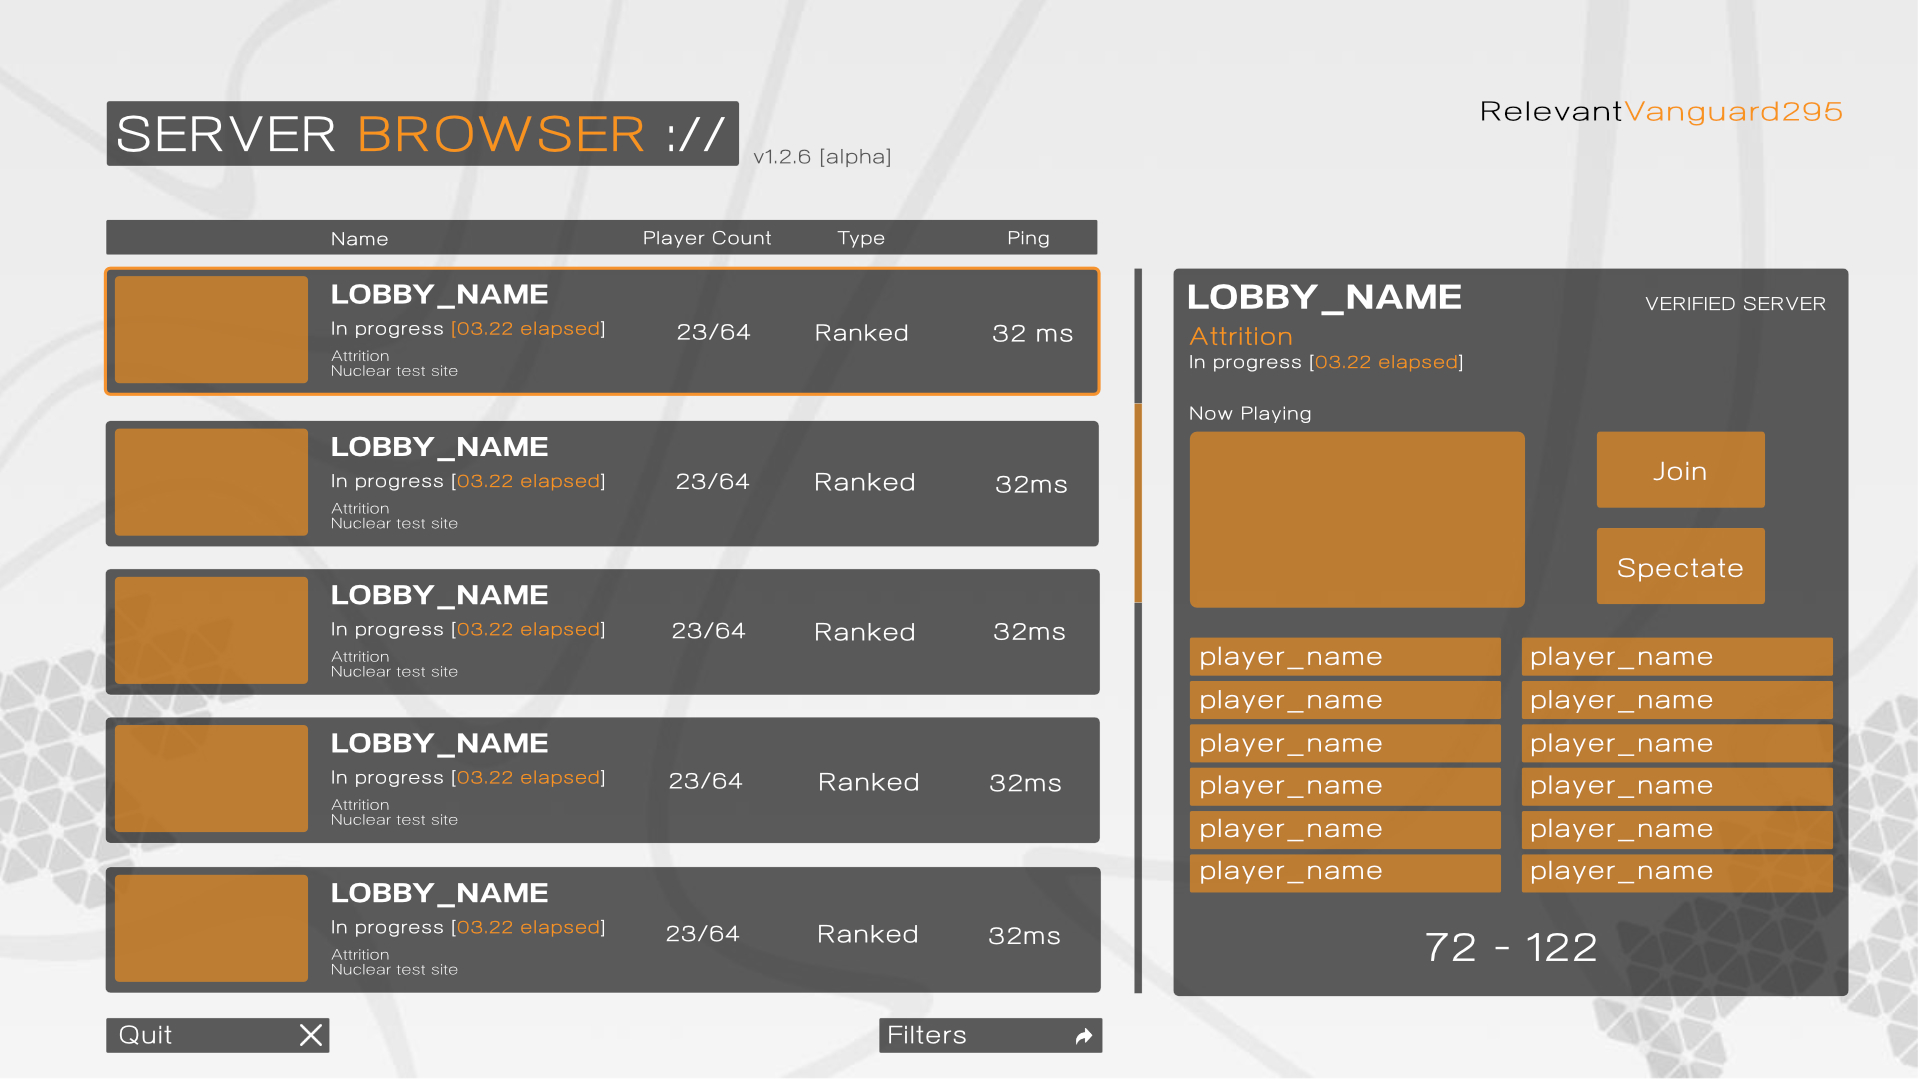 SERVER BROWSER ://
v1.2.6 [alpha]
RelevantVanguard295
Name Player Count Type Ping
LOBBY_NAME
In progress [03.22 elapsed]
Attrition
Nuclear test site
23/64 Ranked 32 ms
LOBBY_NAME
In progress [03.22 elapsed]
Attrition
Nuclear test site
23/64 Ranked 32ms
LOBBY_NAME
In progress [03.22 elapsed]
Attrition
Nuclear test site
23/64 Ranked 32ms
LOBBY_NAME
In progress [03.22 elapsed]
Attrition
Nuclear test site
23/64 Ranked 32ms
LOBBY_NAME
In progress [03.22 elapsed]
Attrition
Nuclear test site
23/64 Ranked 32ms
Quit
Filters
LOBBY_NAME
VERIFIED SERVER
Attrition
In progress [03.22 elapsed]
Now Playing
Join
Spectate
player_name player_name
player_name player_name
player_name player_name
player_name player_name
player_name player_name
player_name player_name
72 - 122